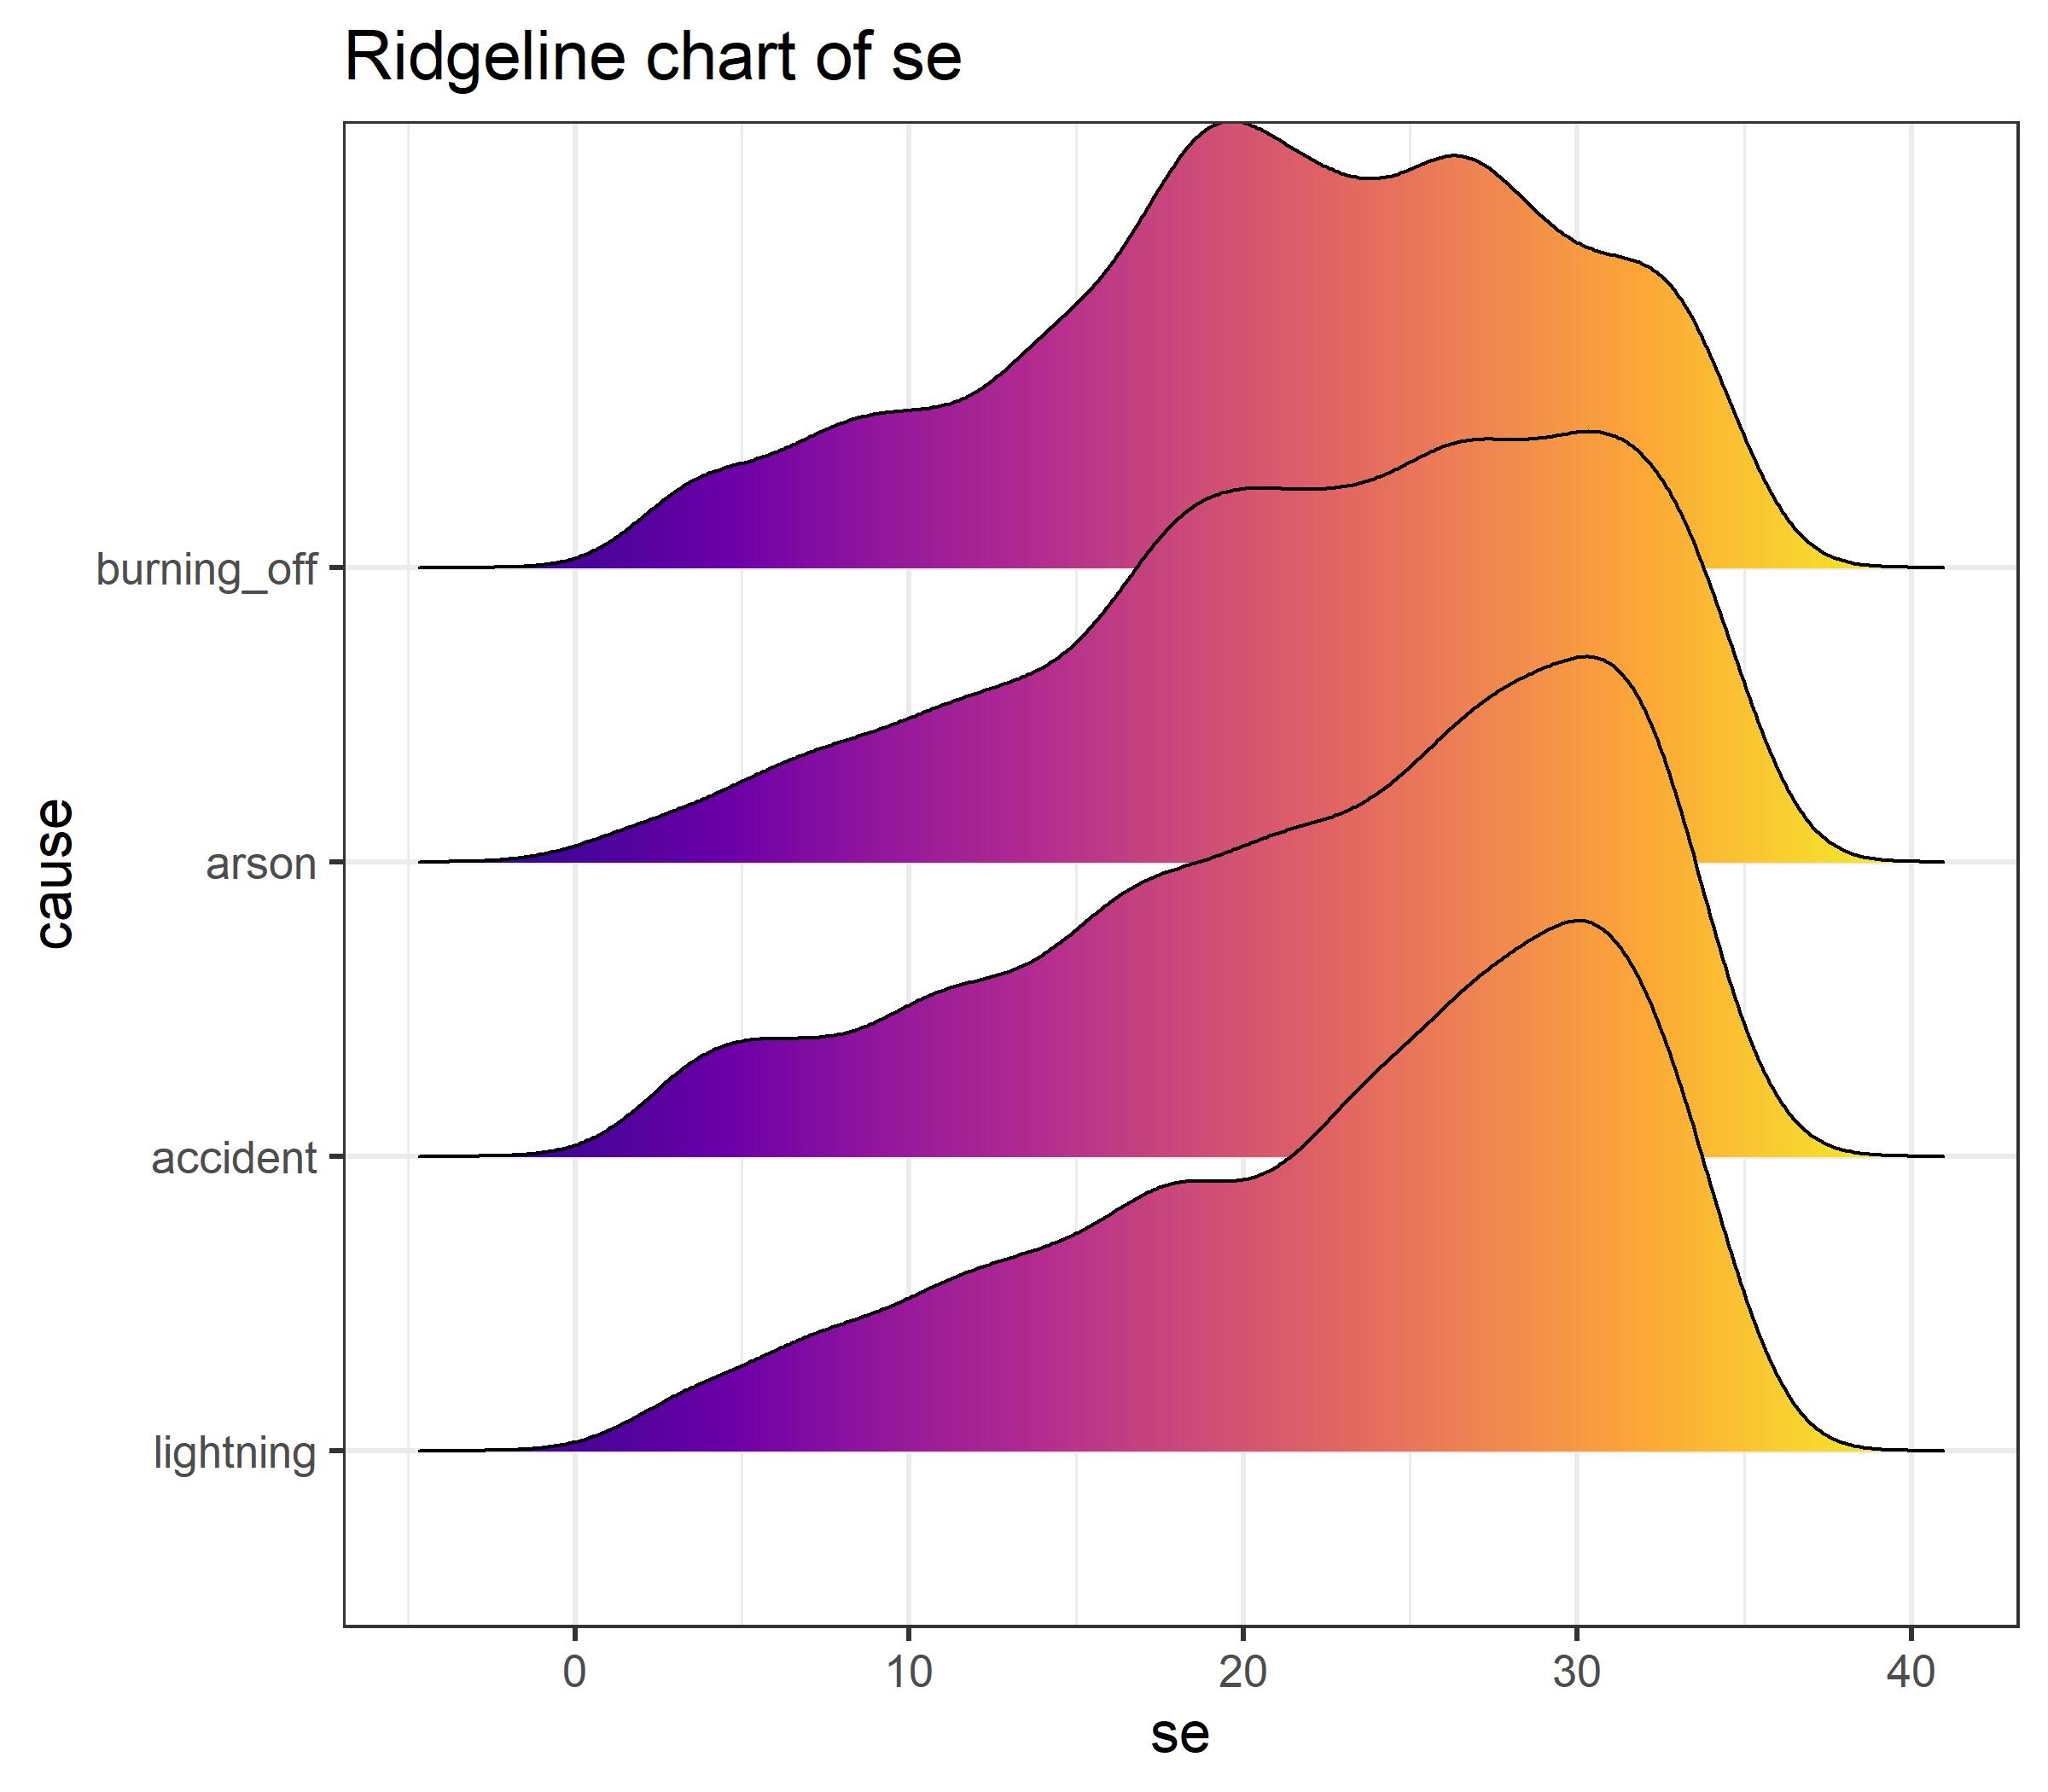 Ridgeline chart of se
burning_off
arson
accident
lightning
cause
0 10 20 30 40
se